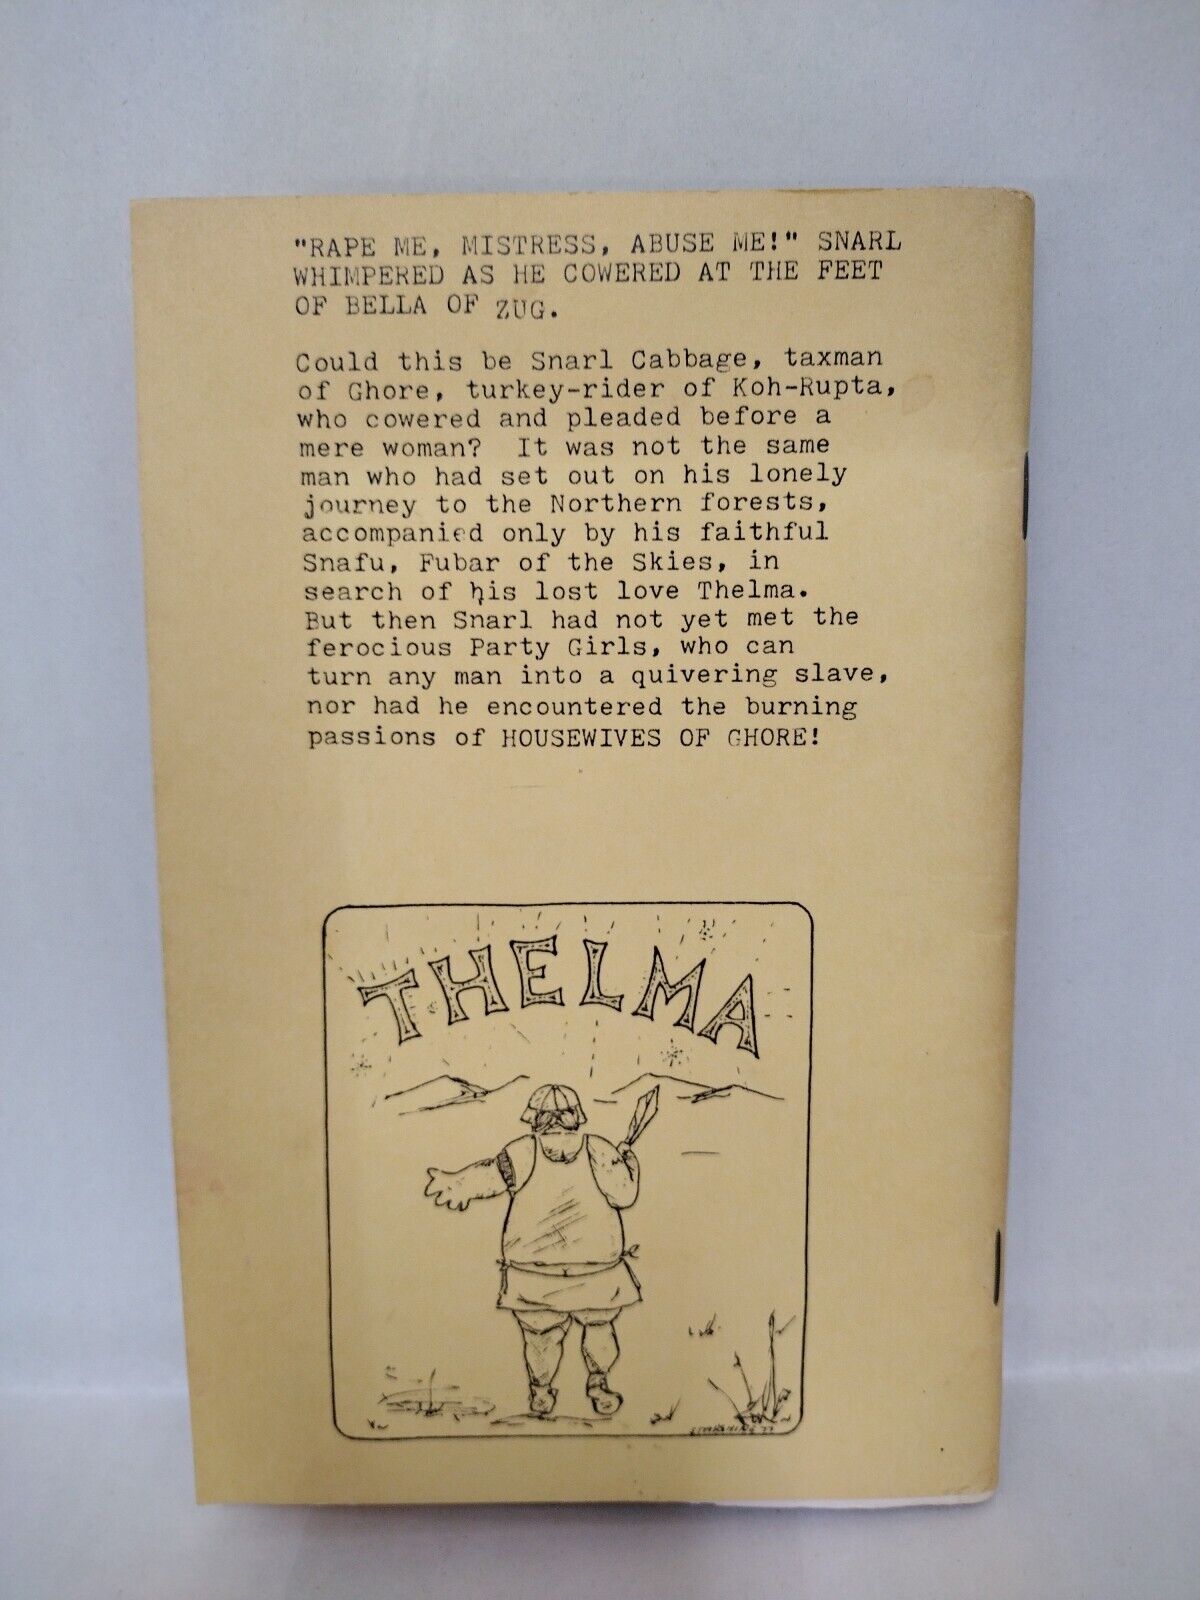 "RAPE ME, MISTRESS, ABUSE ME!" SNARL
WHIMPERED AS HE COWERED AT THE FEET
OF BELLA OF ZUG.
Could this be Snarl Cabbage, taxman
of Ghore, turkey-rider of Koh-Rupta,
who cowered and pleaded before a
mere woman? It was not the same
man who had set out on his lonely
journey to the Northern forests,
accompanied only by his faithful
Snafu, Fubar of the Skies, in
search of his lost love Thelma.
But then Snarl had not yet met the
ferocious Party Girls, who can
turn any man into a quivering slave,
nor had he encountered the burning
passions of HOUSEWIVES OF GHORE!
THELMA